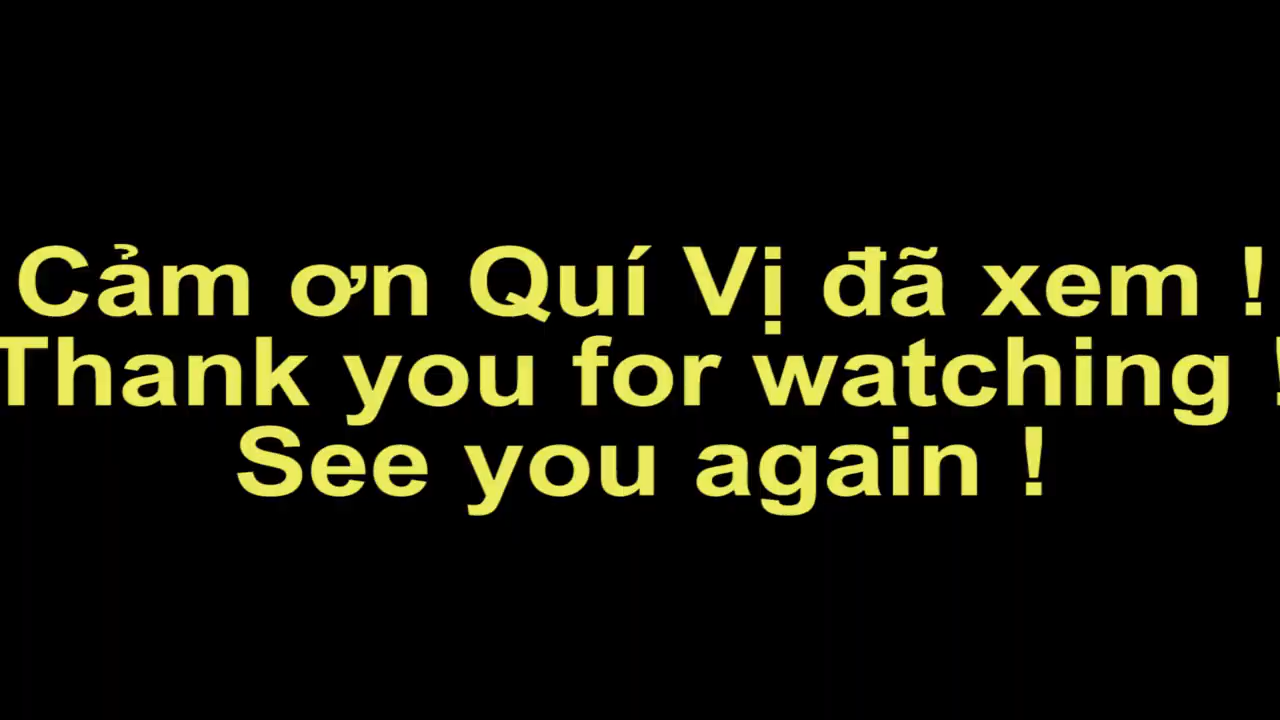 Cảm ơn Quí Vị đã xem !
Thank you for watching !
See you again !